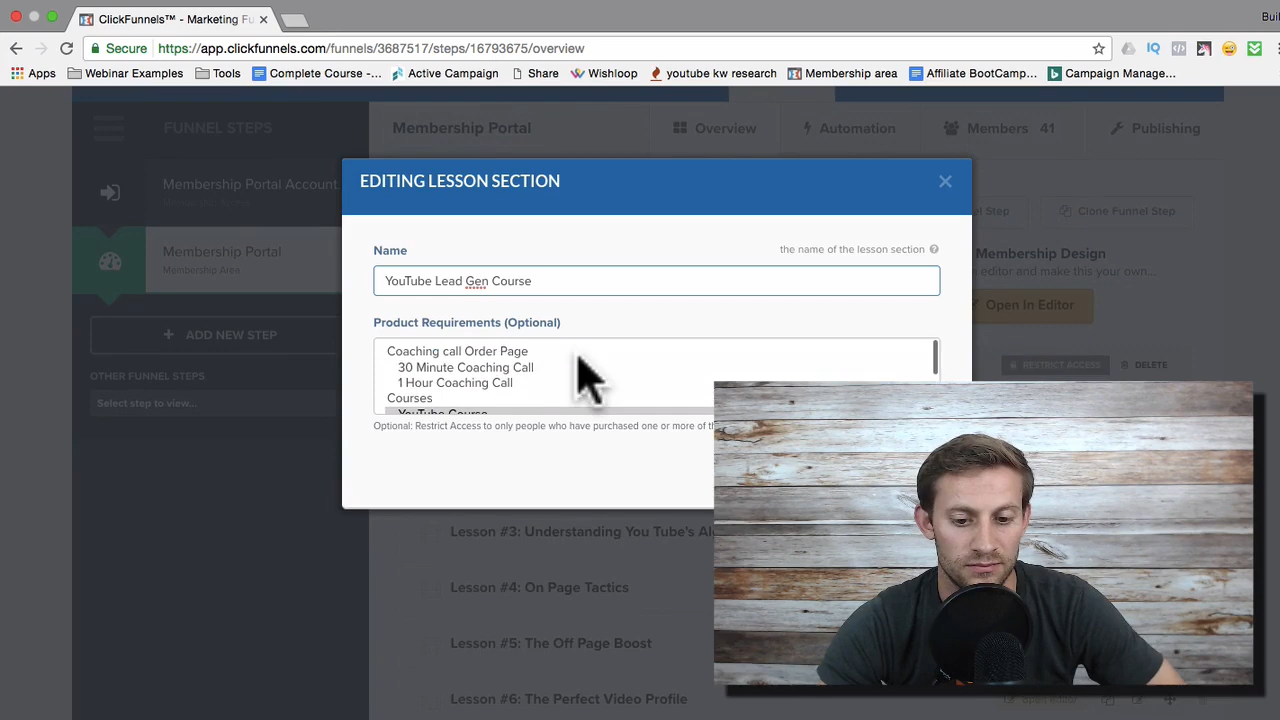 ClickFunnels™ - Marketing Fu
Buil
Secure https://app.clickfunnels.com/funnels/3687517/steps/16793675/overview
Apps Webinar Examples Tools Complete Course -... Active Campaign Share Wishloop youtube kw research Membership area Affiliate BootCamp... Campaign Manage...
FUNNEL STEPS
Membership Portal
Overview
Automation
Members 41
Publishing
Membership Portal Account
Membership Portal
Membership Area
+ ADD NEW STEP
OTHER FUNNEL STEPS
Select step to view...
EDITING LESSON SECTION
Name
the name of the lesson section
YouTube Lead Gen Course
Product Requirements (Optional)
Coaching call Order Page
30 Minute Coaching Call
1 Hour Coaching Call
Courses
YouTube Course
Optional: Restrict Access to only people who have purchased one or more of th
el Step
Clone Funnel Step
Membership Design
editor and make this your own...
Open In Editor
RESTRICT ACCESS
DELETE
Lesson #3: Understanding You Tube's Al
Lesson #4: On Page Tactics
Lesson #5: The Off Page Boost
Lesson #6: The Perfect Video Profile